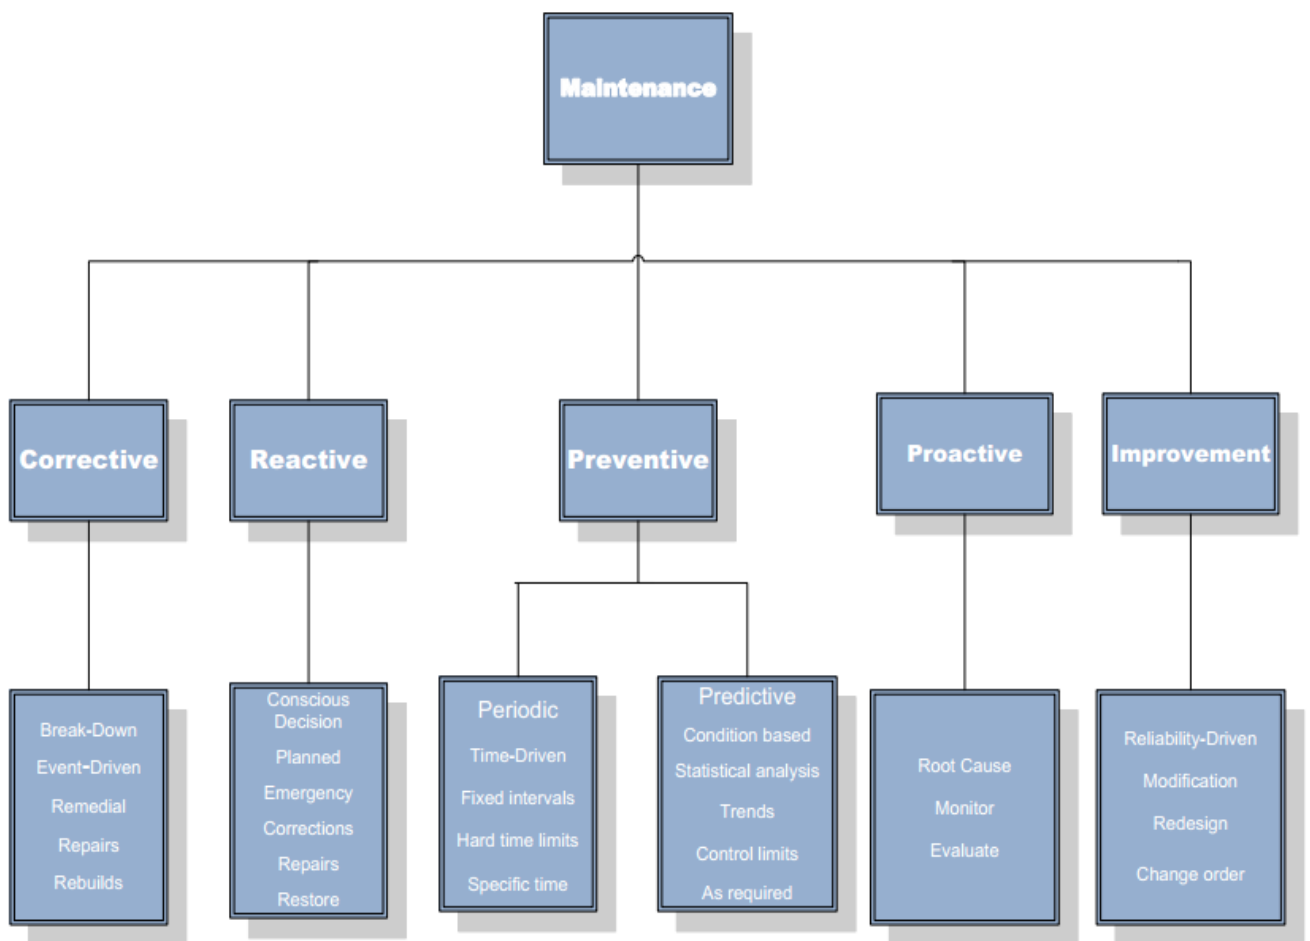 Maintenance
Corrective
Reactive
Preventive
Proactive
Improvement
Break-Down
Event-Driven
Remedial
Repairs
Rebuilds
Conscious
Decision
Planned
Emergency
Corrections
Repairs
Restore
Periodic
Time-Driven
Fixed intervals
Hard time limits
Specific time
Predictive
Condition based
Statistical analysis
Trends
Control limits
As required
Root Cause
Monitor
Evaluate
Reliability-Driven
Modification
Redesign
Change order